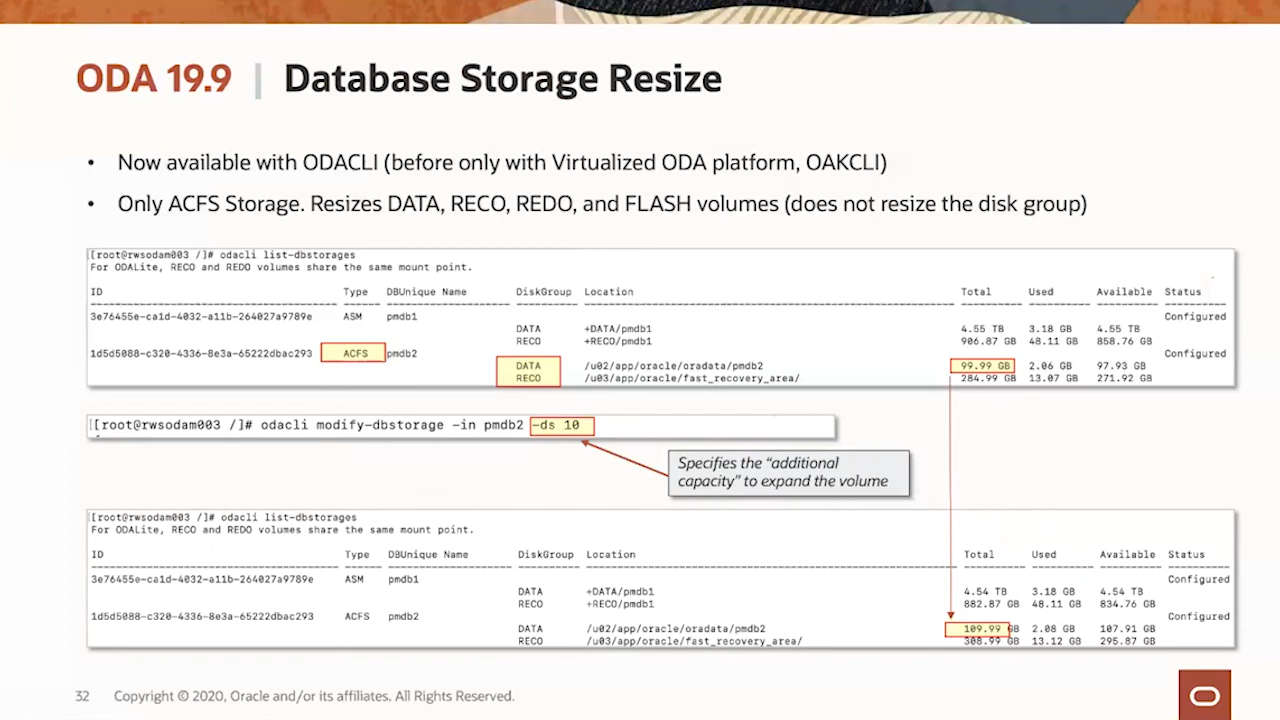 ODA 19.9 | Database Storage Resize
• Now available with ODACLI (before only with Virtualized ODA platform, OAKCLI)
• Only ACFS Storage. Resizes DATA, RECO, REDO, and FLASH volumes (does not resize the disk group)
[root@rwsodam003 /]# odacli list-dbstorages
For ODALite, RECO and REDO volumes share the same mount point.
ID Type DBUnique Name DiskGroup Location Total Used Available Status
3e76455e-ca1d-4032-a11b-264027a9789e ASM pmdb1 Configured
DATA +DATA/pmdb1 4.55 TB 3.18 GB 4.55 TB
RECO +RECO/pmdb1 906.87 GB 48.11 GB 858.76 GB
1d5d5088-c320-4336-8e3a-65222dbac293 ACFS pmdb2 Configured
DATA /u02/app/oracle/oradata/pmdb2 99.99 GB 2.06 GB 97.93 GB
RECO /u03/app/oracle/fast_recovery_area/ 284.99 GB 13.07 GB 271.92 GB
[root@rwsodam003 /]# odacli modify-dbstorage -in pmdb2 -ds 10
Specifies the “additional
capacity” to expand the volume
[root@rwsodam003 /]# odacli list-dbstorages
For ODALite, RECO and REDO volumes share the same mount point.
ID Type DBUnique Name DiskGroup Location Total Used Available Status
3e76455e-ca1d-4032-a11b-264027a9789e ASM pmdb1 Configured
DATA +DATA/pmdb1 4.54 TB 3.18 GB 4.54 TB
RECO +RECO/pmdb1 882.87 GB 48.11 GB 834.76 GB
1d5d5088-c320-4336-8e3a-65222dbac293 ACFS pmdb2 Configured
DATA /u02/app/oracle/oradata/pmdb2 109.99 GB 2.08 GB 107.91 GB
RECO /u03/app/oracle/fast_recovery_area/ 308.99 GB 13.12 GB 295.87 GB
32 Copyright © 2020, Oracle and/or its affiliates. All Rights Reserved.